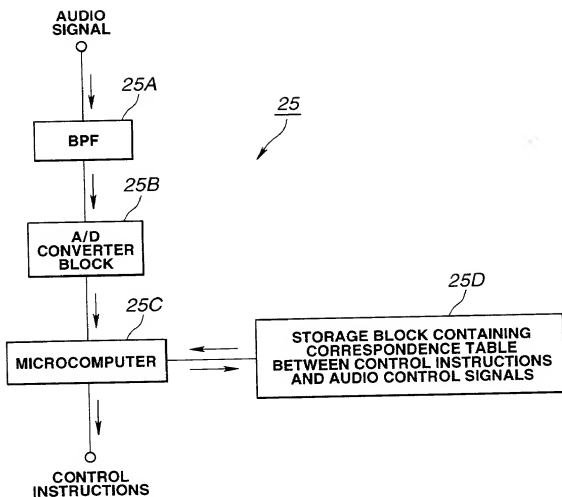 AUDIO
SIGNAL
25A
BPF
25
25B
A/D
CONVERTER
BLOCK
25C
MICROCOMPUTER
25D
STORAGE BLOCK CONTAINING
CORRESPONDENCE TABLE
BETWEEN CONTROL INSTRUCTIONS
AND AUDIO CONTROL SIGNALS
CONTROL
INSTRUCTIONS